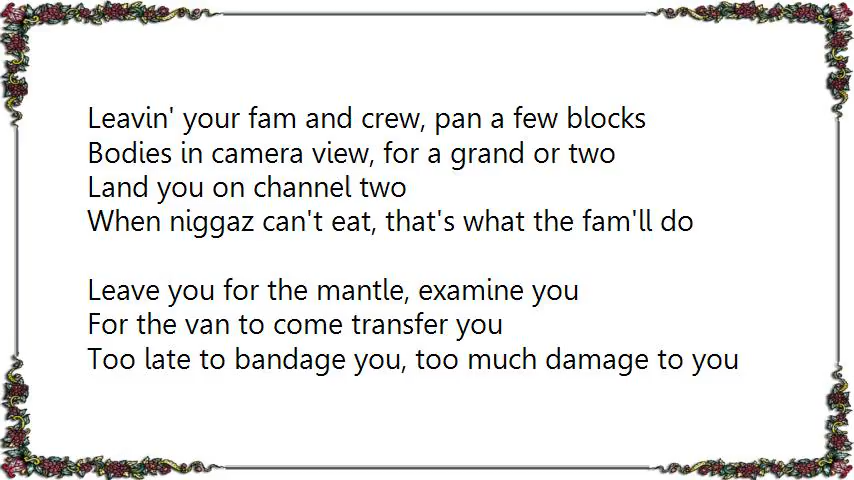 Leavin' your fam and crew, pan a few blocks
Bodies in camera view, for a grand or two
Land you on channel two
When niggaz can't eat, that's what the fam'll do

Leave you for the mantle, examine you
For the van to come transfer you
Too late to bandage you, too much damage to you